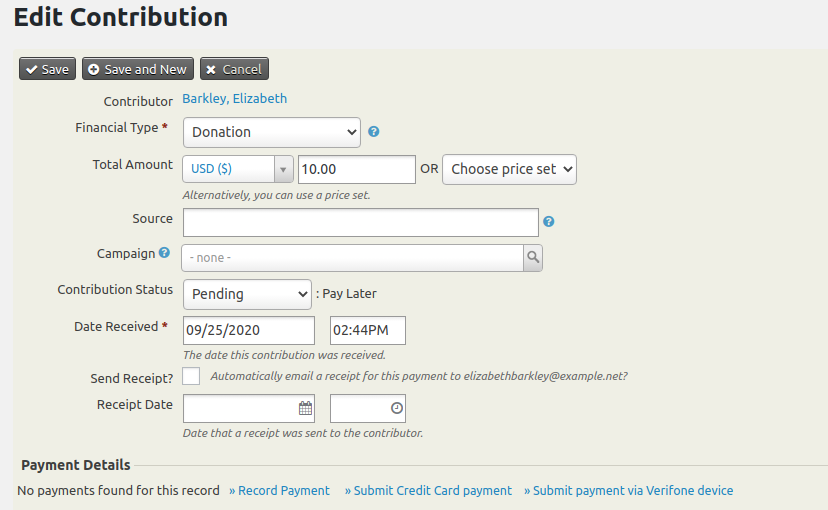 Edit Contribution
Save Save and New Cancel
Contributor Barkley, Elizabeth
Financial Type * Donation
Total Amount USD ($) 10.00 OR Choose price set
Alternatively, you can use a price set.
Source
Campaign - none -
Contribution Status Pending : Pay Later
Date Received * 09/25/2020 02:44PM
The date this contribution was received.
Send Receipt? Automatically email a receipt for this payment to elizabethbarkley@example.net?
Receipt Date
Date that a receipt was sent to the contributor.
Payment Details
No payments found for this record » Record Payment » Submit Credit Card payment » Submit payment via Verifone device